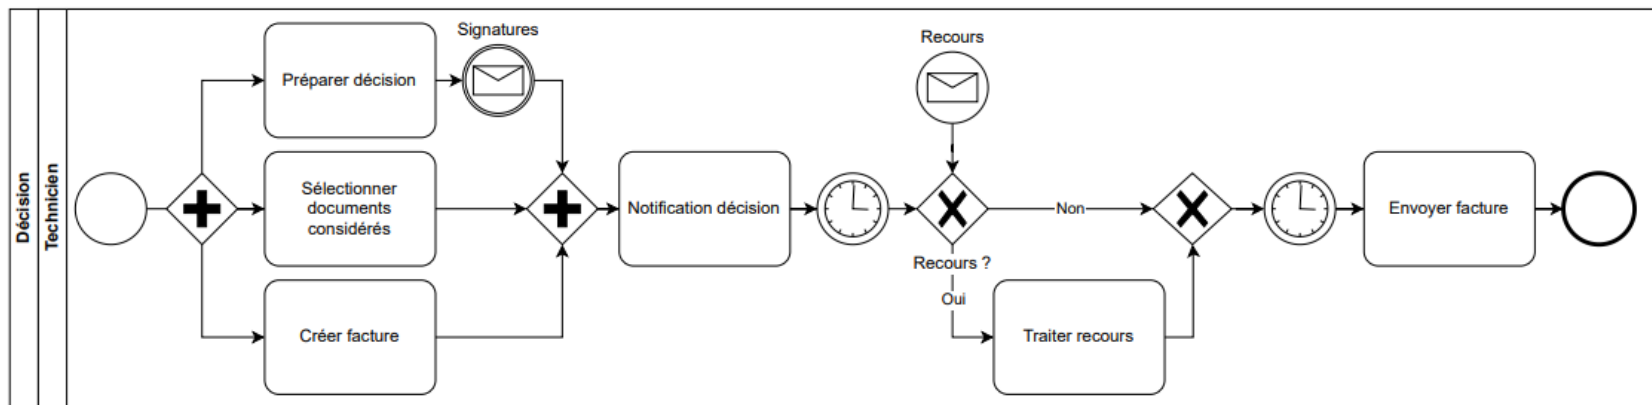 Décision
Technicien
Préparer décision
Signatures
Sélectionner
documents
considérés
Créer facture
Notification décision
Recours
Non
Recours ?
Oui
Traiter recours
Envoyer facture